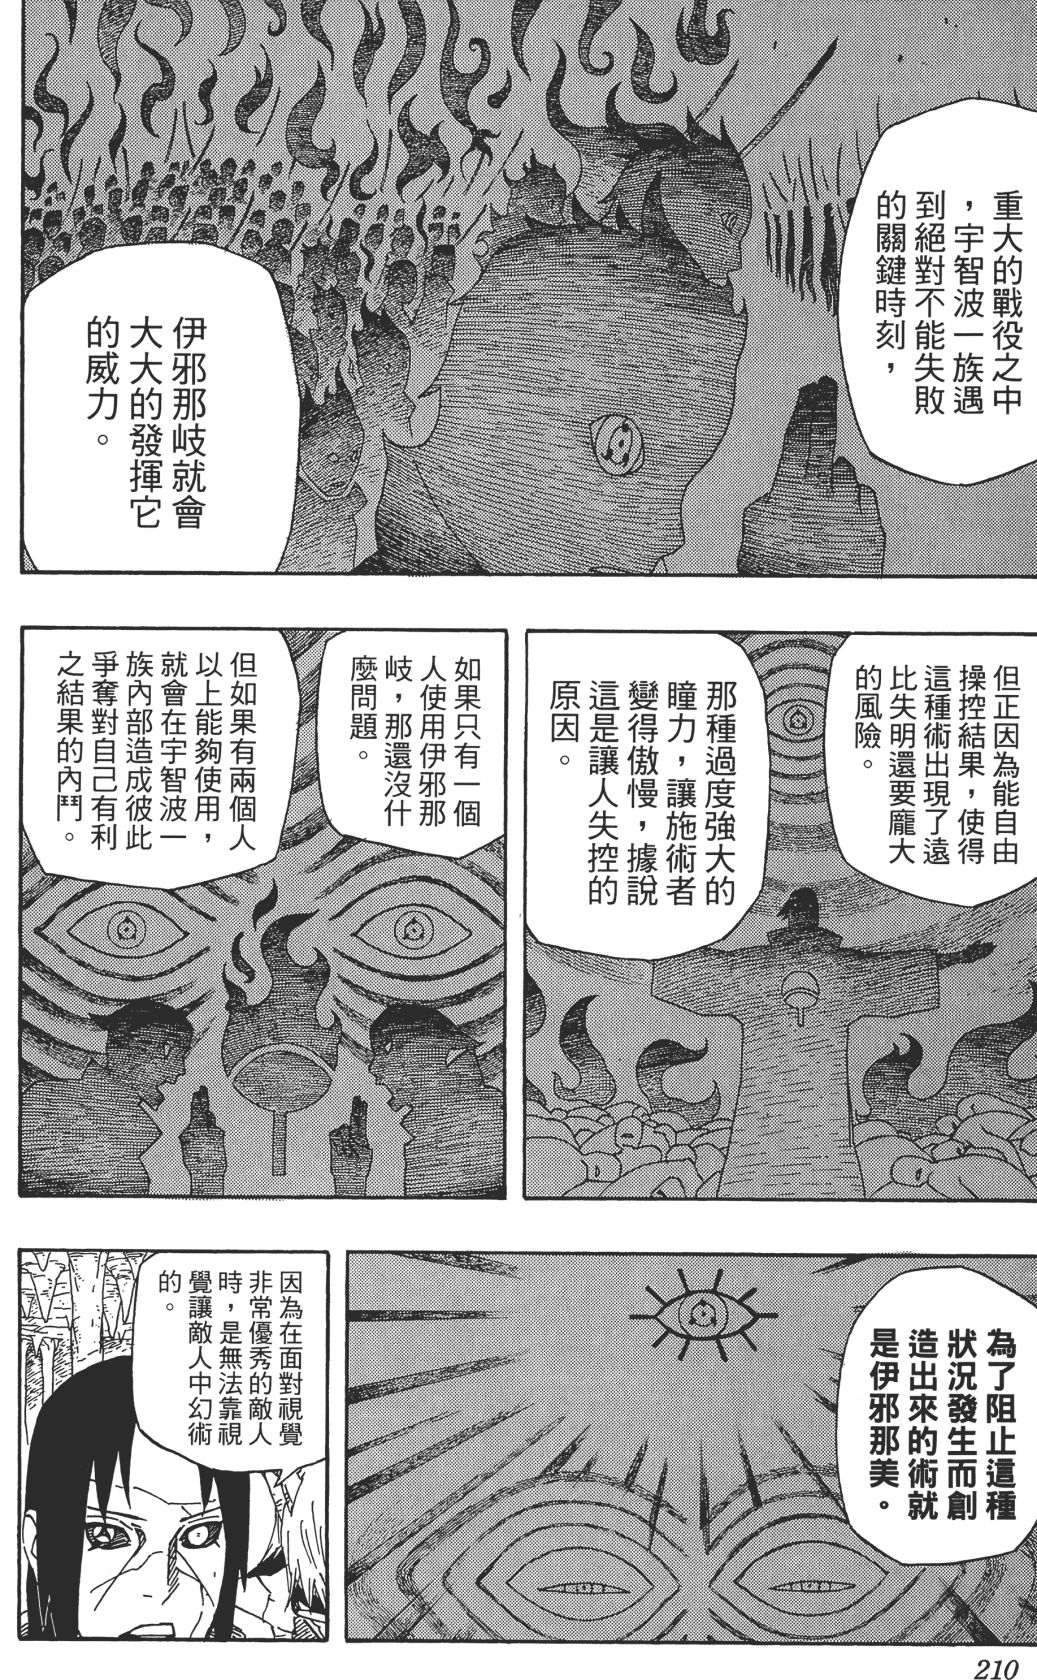 重大的戰役之中
，宇智波一族遇
到絕對不能失敗
的關鍵時刻，
伊邪那岐就會
大大的發揮它
的威力。
但正因為能自由
操控結果，使得
這種術出現了遠
比失明還要龐大
的風險。
那種過度強大的
瞳力，讓施術者
變得傲慢，據說
這是讓人失控的
原因。
如果只有一個
人使用伊邪那
岐，那還沒什
麼問題。
但如果有兩個人
以上能夠使用，
就會在宇智波一
族內部造成彼此
爭奪對自己有利
之結果的內鬥。
為了阻止這種
狀況發生而創
造出來的術就
是伊邪那美。
因為在面對視覺
非常優秀的敵人
時，是無法靠視
覺讓敵人中幻術
的。
210